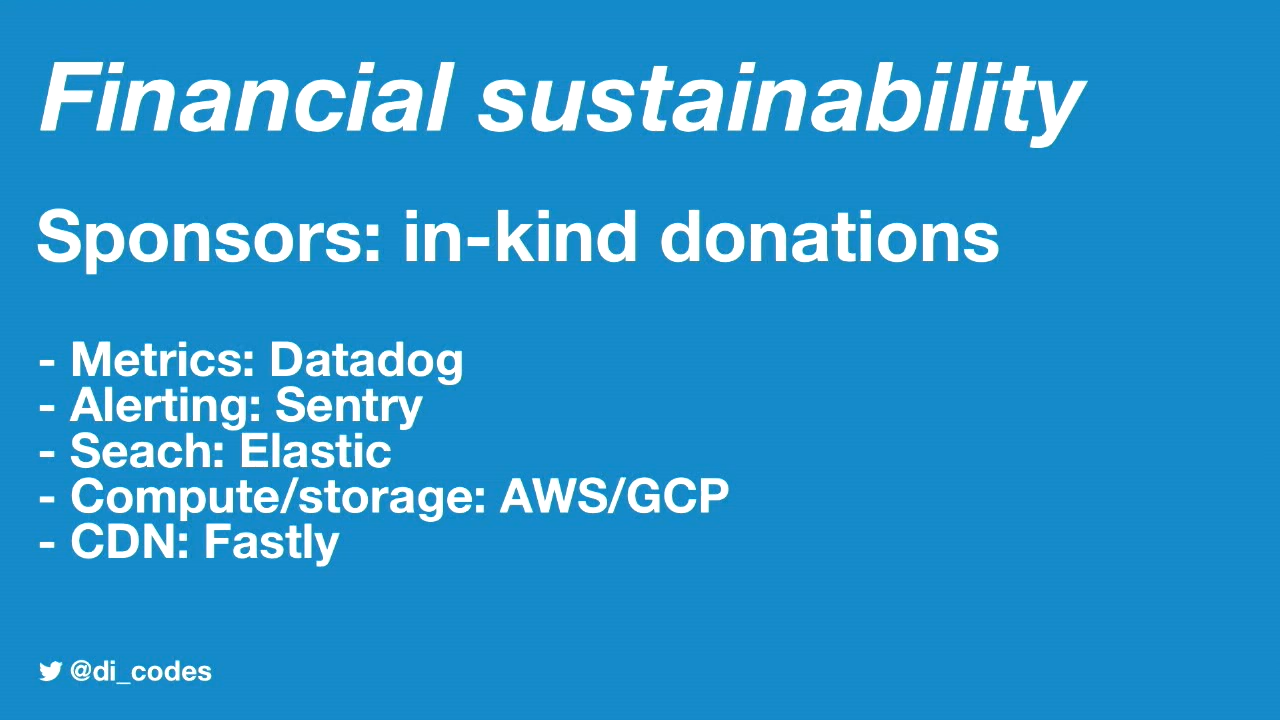 Financial sustainability
Sponsors: in-kind donations
- Metrics: Datadog
- Alerting: Sentry
- Seach: Elastic
- Compute/storage: AWS/GCP
- CDN: Fastly
@di_codes